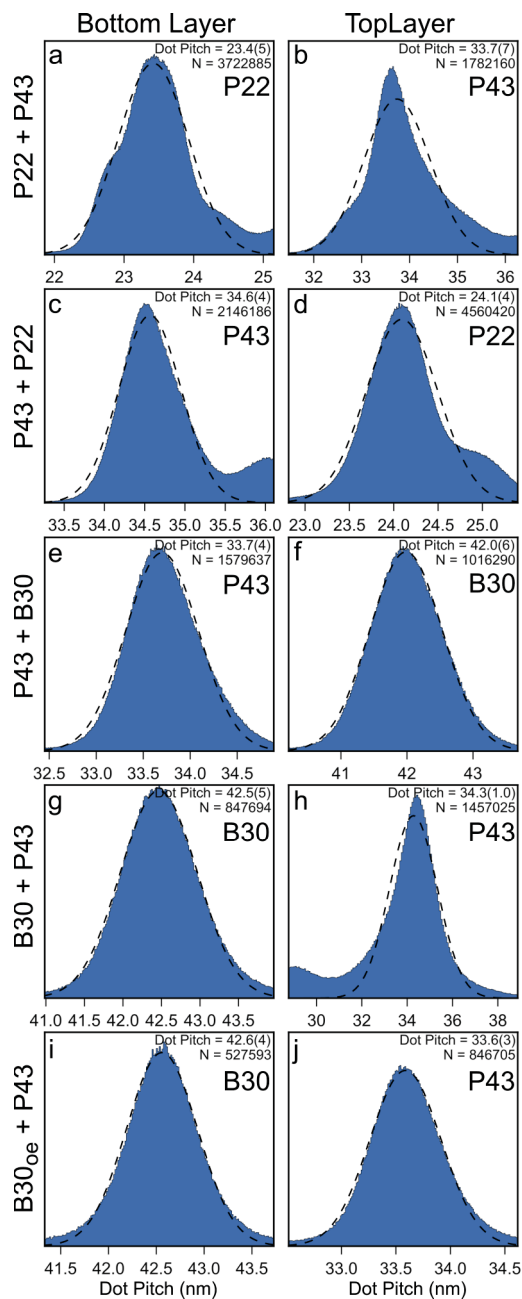 Bottom Layer
TopLayer
P22 + P43
a
Dot Pitch = 23.4(5)
N = 3722885
P22
22 23 24 25
b
Dot Pitch = 33.7(7)
N = 1782160
P43
32 33 34 35 36
P43 + P22
c
Dot Pitch = 34.6(4)
N = 2146186
P43
33.5 34.0 34.5 35.0 35.5 36.0
d
Dot Pitch = 24.1(4)
N = 4560420
P22
23.0 23.5 24.0 24.5 25.0
P43 + B30
e
Dot Pitch = 33.7(4)
N = 1579637
P43
32.5 33.0 33.5 34.0 34.5
f
Dot Pitch = 42.0(6)
N = 1016290
B30
41 42 43
B30 + P43
g
Dot Pitch = 42.5(5)
N = 847694
B30
41.0 41.5 42.0 42.5 43.0 43.5
h
Dot Pitch = 34.3(1.0)
N = 1457025
P43
30 32 34 36 38
B30oe + P43
i
Dot Pitch = 42.6(4)
N = 527593
B30
41.5 42.0 42.5 43.0 43.5
Dot Pitch (nm)
j
Dot Pitch = 33.6(3)
N = 846705
P43
33.0 33.5 34.0 34.5
Dot Pitch (nm)